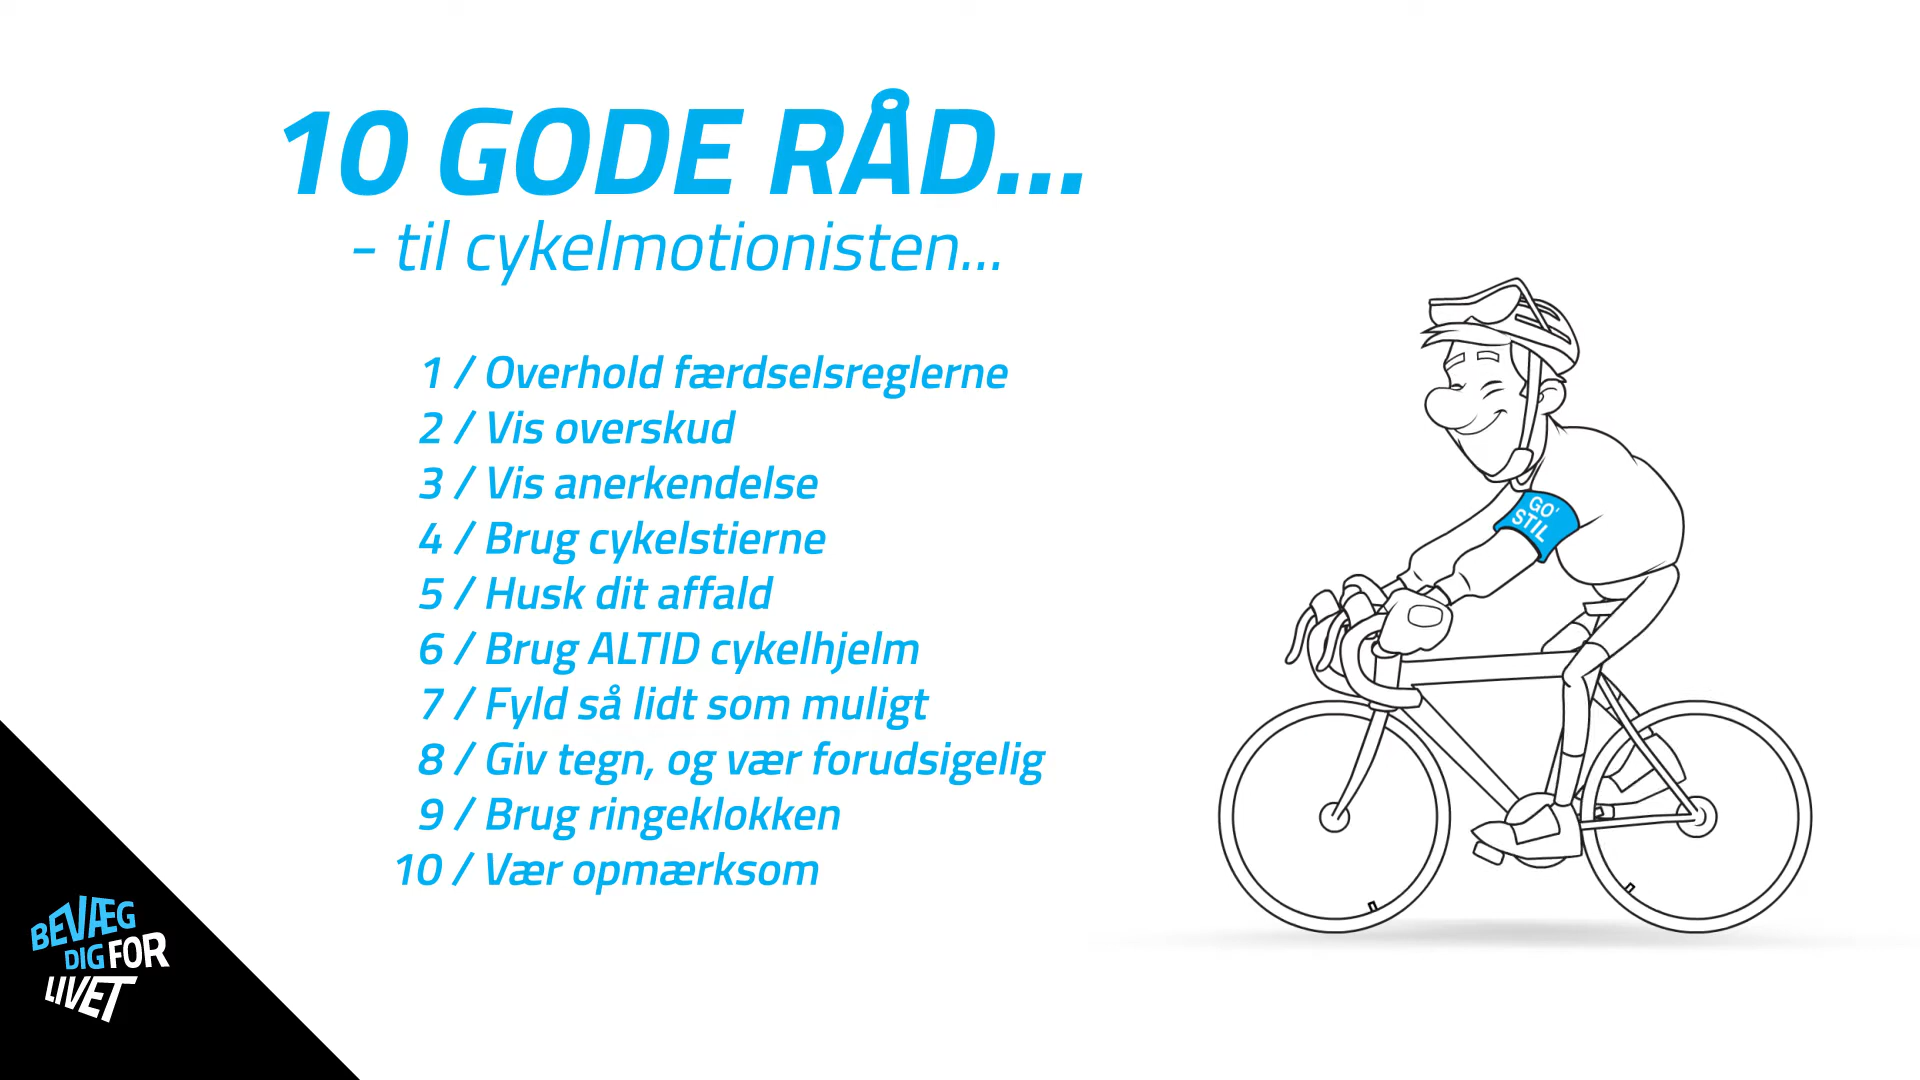 10 GODE RÅD...
- til cykelmotionisten...
1 / Overhold færdselsreglerne
2 / Vis overskud
3 / Vis anerkendelse
4 / Brug cykelstierne
5 / Husk dit affald
6 / Brug ALTID cykelhjelm
7 / Fyld så lidt som muligt
8 / Giv tegn, og vær forudsigelig
9 / Brug ringeklokken
10 / Vær opmærksom
GO'
STIL
BEVÆG
DIG FOR
LIVET